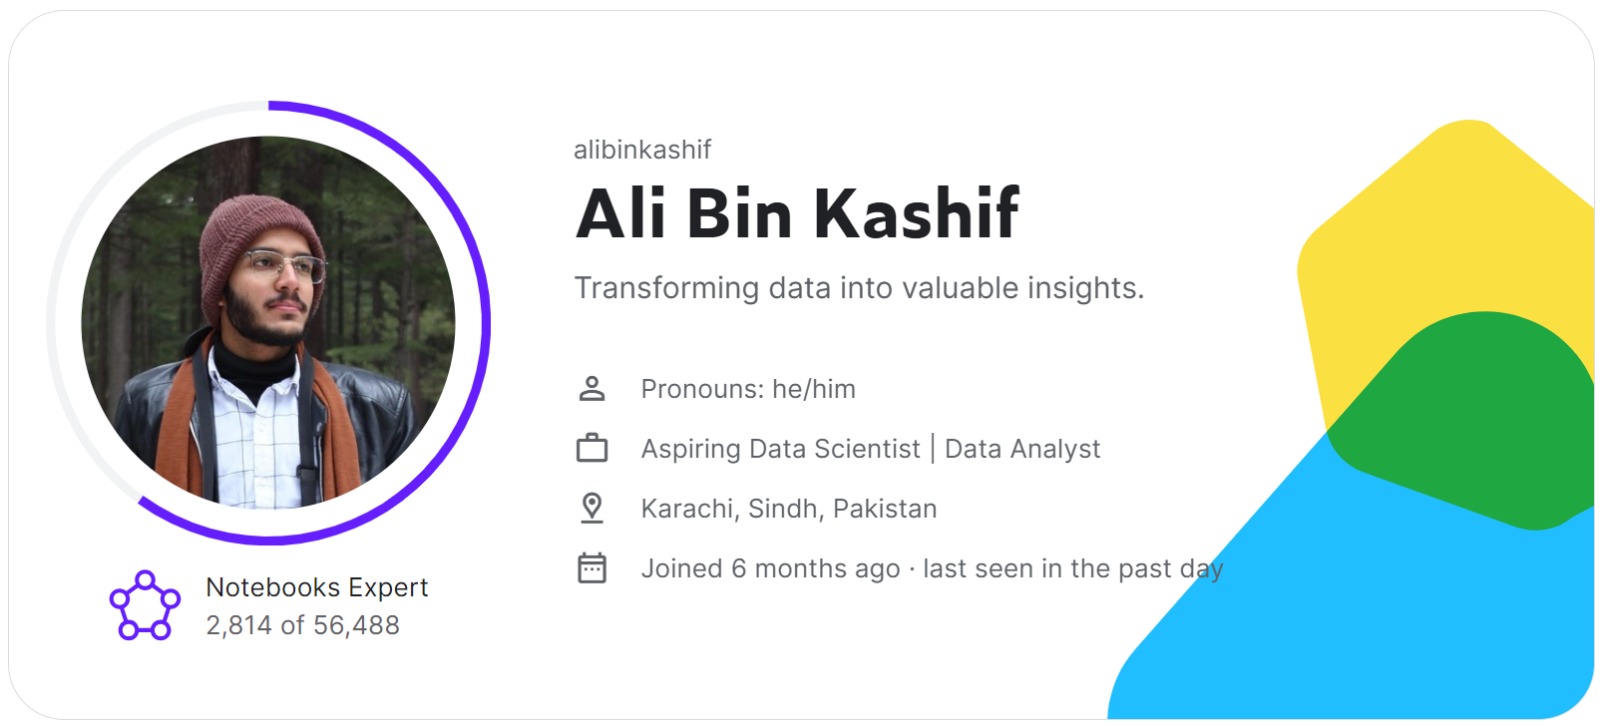 alibinkashif
Ali Bin Kashif
Transforming data into valuable insights.
Pronouns: he/him
Aspiring Data Scientist | Data Analyst
Karachi, Sindh, Pakistan
Joined 6 months ago · last seen in the past day
Notebooks Expert
2,814 of 56,488